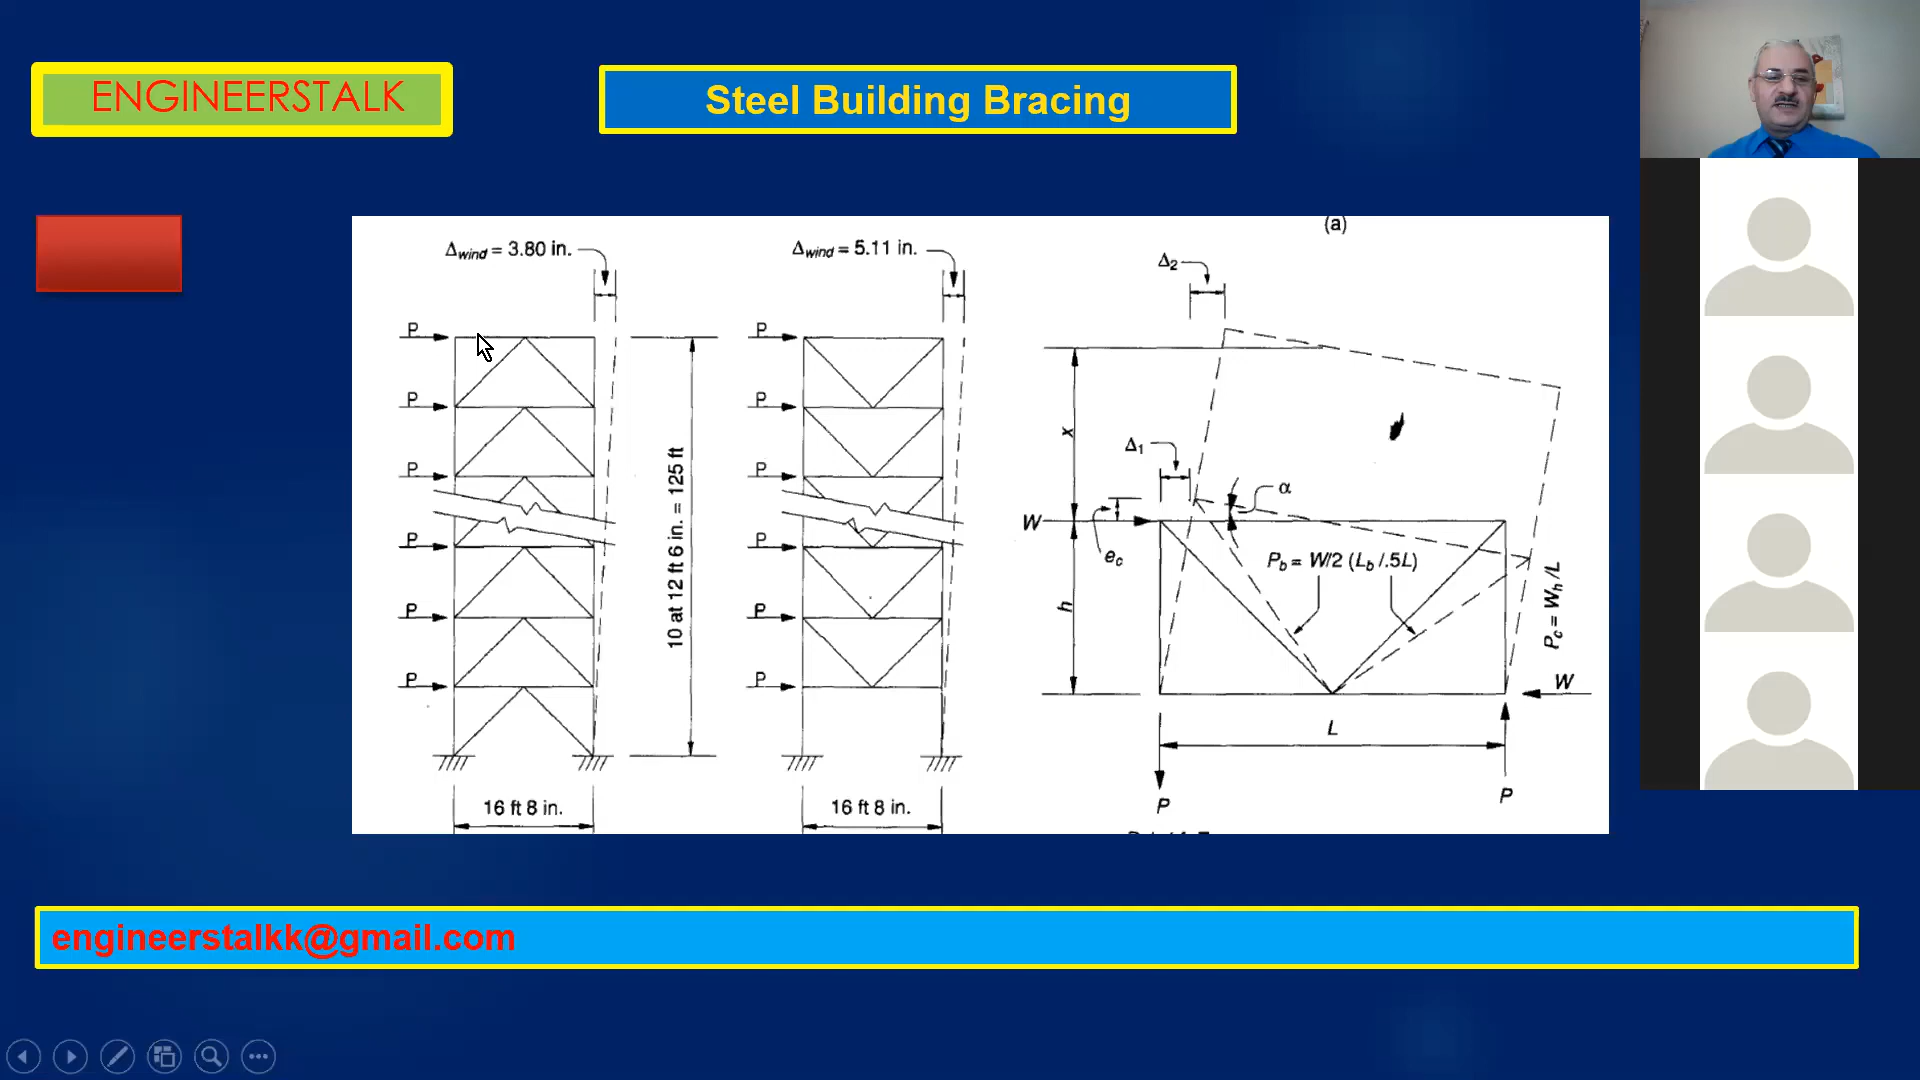 ENGINEERSTALK
Steel Building Bracing
Δwind = 3.80 in.
Δwind = 5.11 in.
(a)
Δ2
P
P
P
P
P
P
10 at 12 ft 6 in. = 125 ft
16 ft 8 in.
P
P
P
P
P
P
16 ft 8 in.
x
Δ1
α
W
ec
Pb = W/2 (Lb /.5L)
h
Pc = Wh /L
W
L
P
P
engineerstalkk@gmail.com